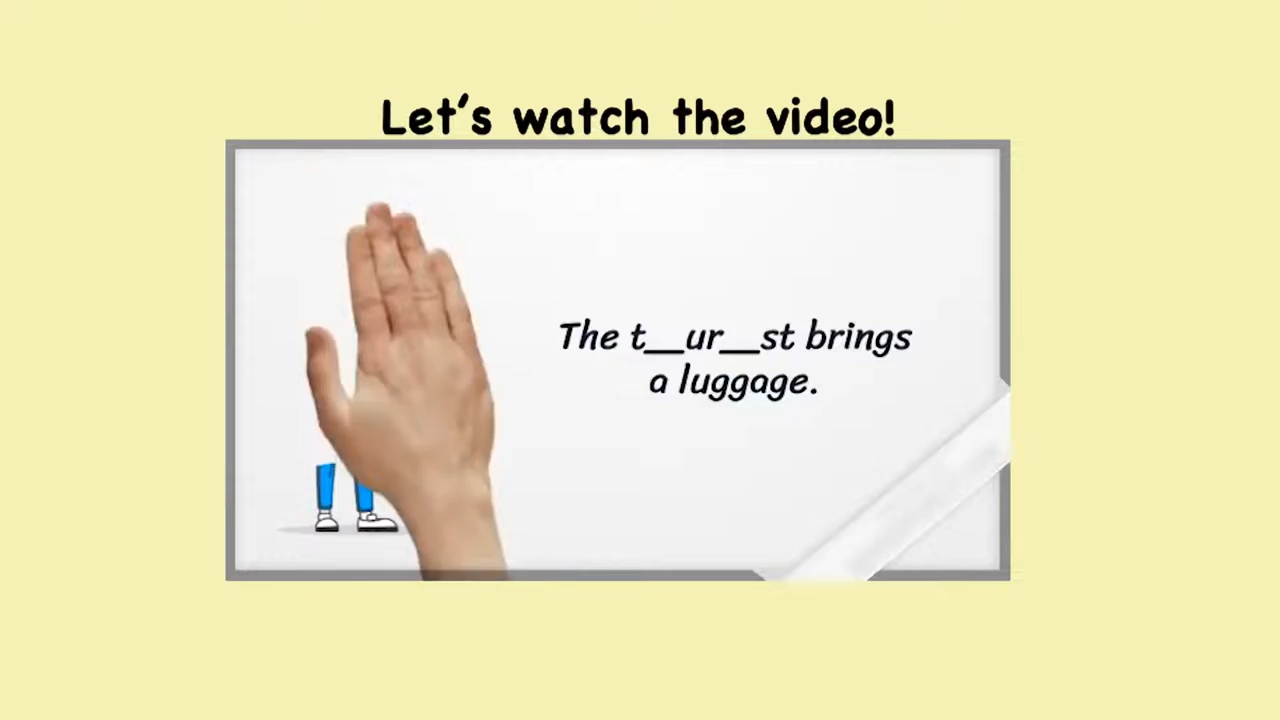 Let's watch the video!
The t__ur__st brings
a luggage.